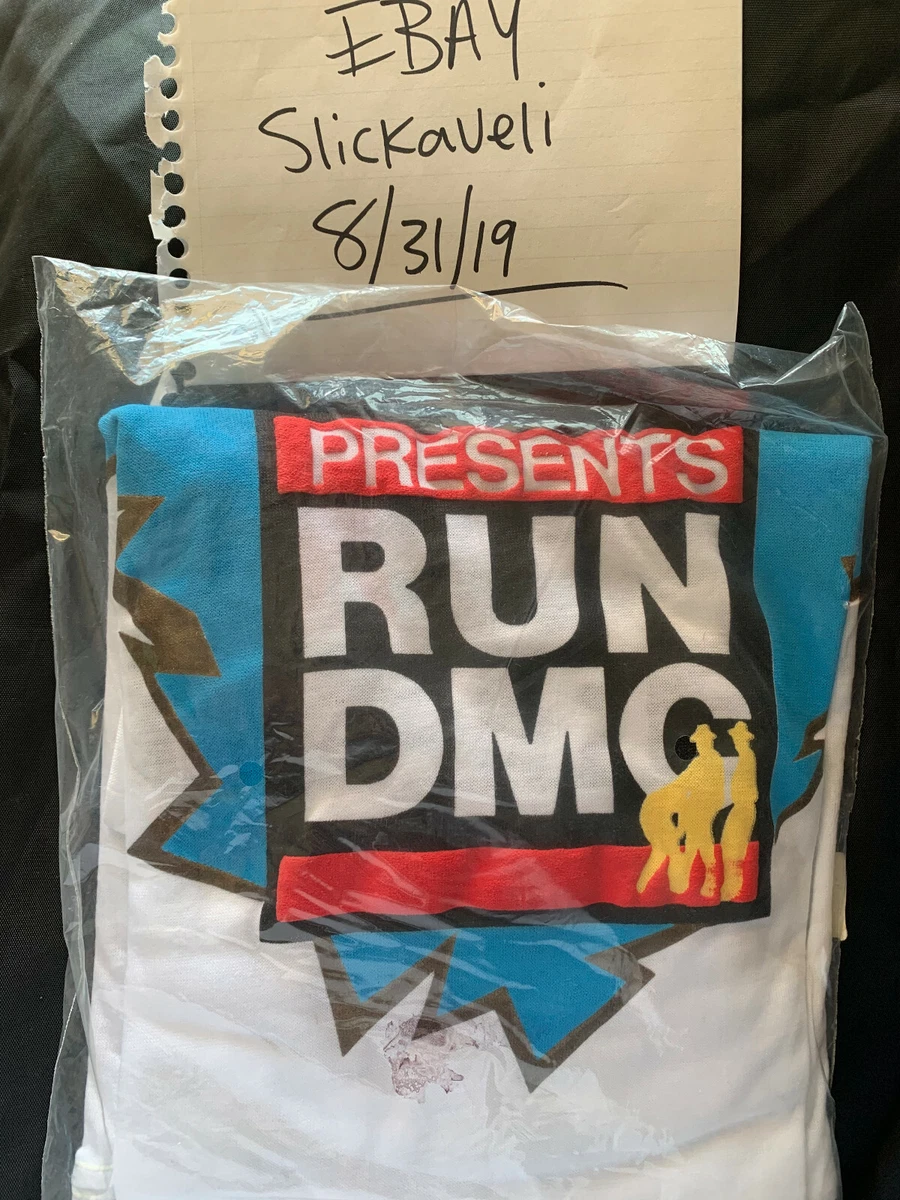 EBAY
Slickaveli
8/31/19
PRESENTS
RUN
DMC